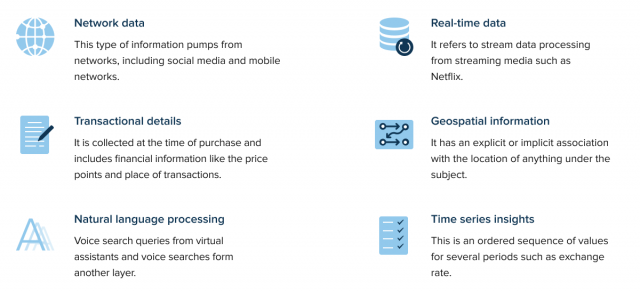 Network data
This type of information pumps from
networks, including social media and mobile
networks.
Real-time data
It refers to stream data processing
from streaming media such as
Netflix.
Transactional details
It is collected at the time of purchase and
includes financial information like the price
points and place of transactions.
Geospatial information
It has an explicit or implicit association
with the location of anything under the
subject.
Natural language processing
Voice search queries from virtual
assistants and voice searches form
another layer.
Time series insights
This is an ordered sequence of values
for several periods such as exchange
rate.